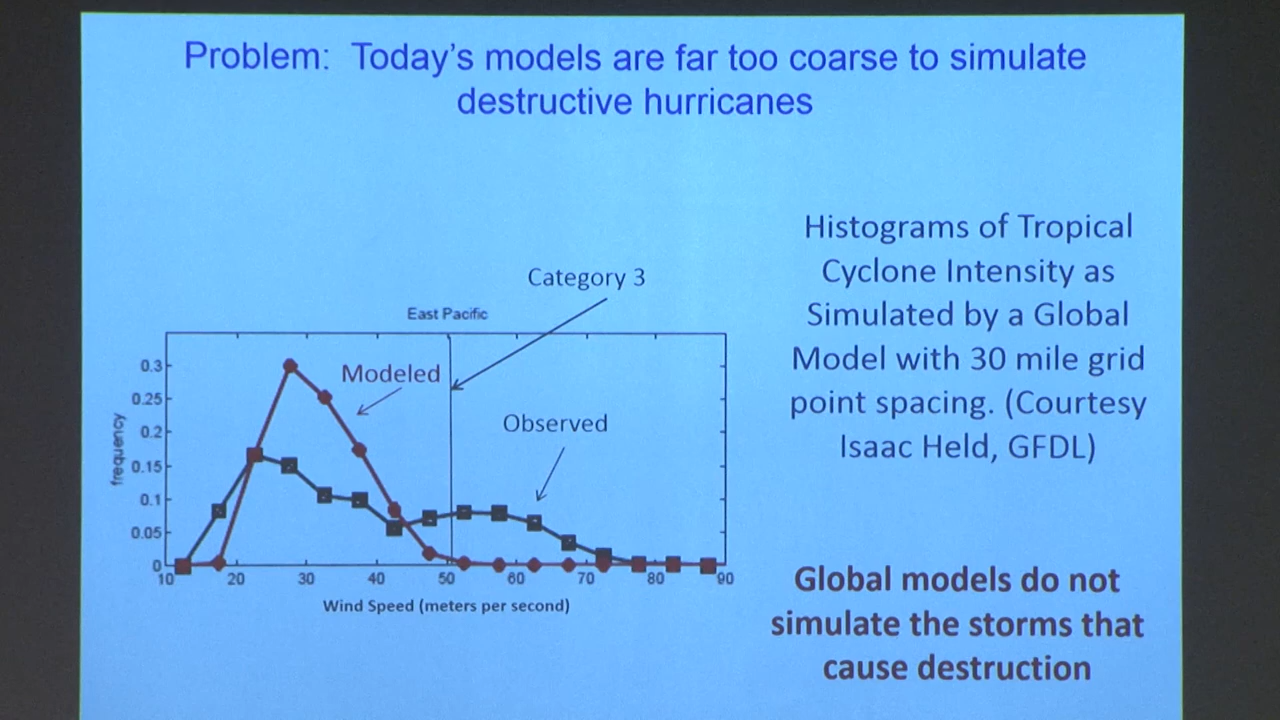 Problem: Today's models are far too coarse to simulate
destructive hurricanes
Histograms of Tropical
Cyclone Intensity as
Simulated by a Global
Model with 30 mile grid
point spacing. (Courtesy
Isaac Held, GFDL)
Category 3
East Pacific
Modeled
Observed
frequency
0.3
0.25
0.2
0.15
0.1
0.05
0
10 20 30 40 50 60 70 80 90
Wind Speed (meters per second)
Global models do not
simulate the storms that
cause destruction